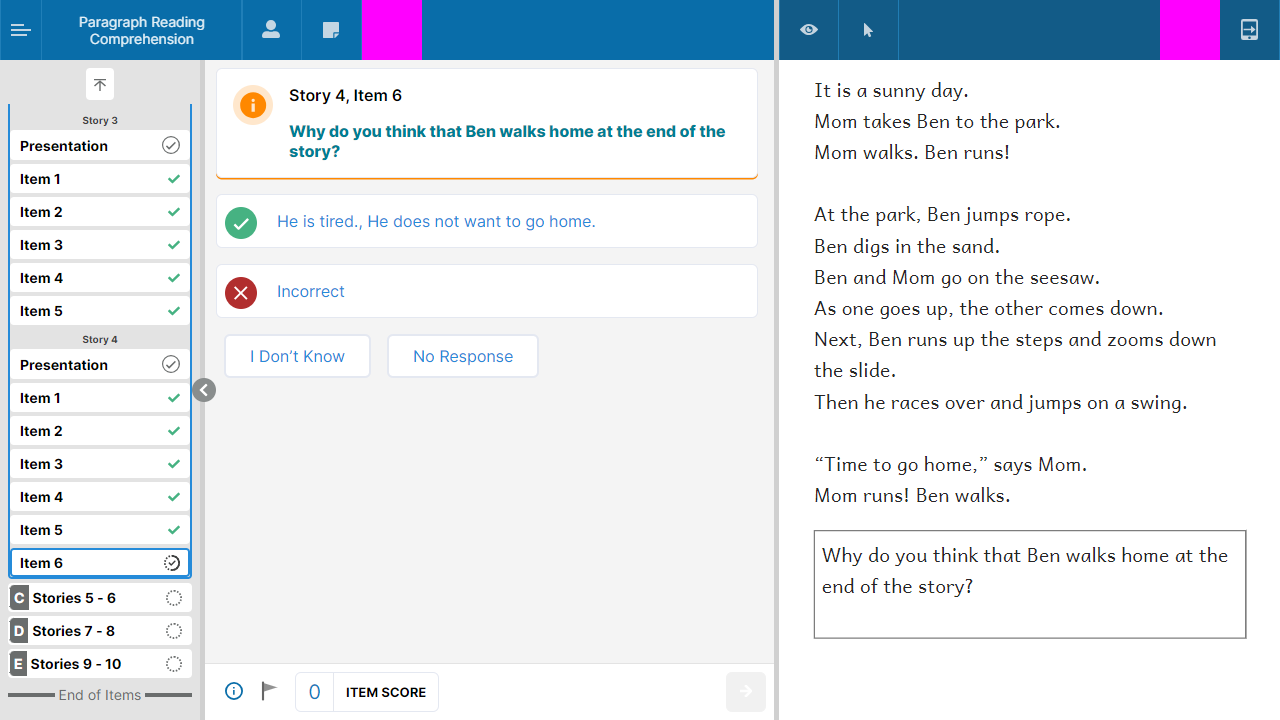 Paragraph Reading
Comprehension
Story 3
Presentation
Item 1
Item 2
Item 3
Item 4
Item 5
Story 4
Presentation
Item 1
Item 2
Item 3
Item 4
Item 5
Item 6
C Stories 5 - 6
D Stories 7 - 8
E Stories 9 - 10
End of Items
Story 4, Item 6
Why do you think that Ben walks home at the end of the
story?
He is tired., He does not want to go home.
Incorrect
I Don’t Know
No Response
0 ITEM SCORE
It is a sunny day.
Mom takes Ben to the park.
Mom walks. Ben runs!
At the park, Ben jumps rope.
Ben digs in the sand.
Ben and Mom go on the seesaw.
As one goes up, the other comes down.
Next, Ben runs up the steps and zooms down
the slide.
Then he races over and jumps on a swing.
“Time to go home,” says Mom.
Mom runs! Ben walks.
Why do you think that Ben walks home at the
end of the story?